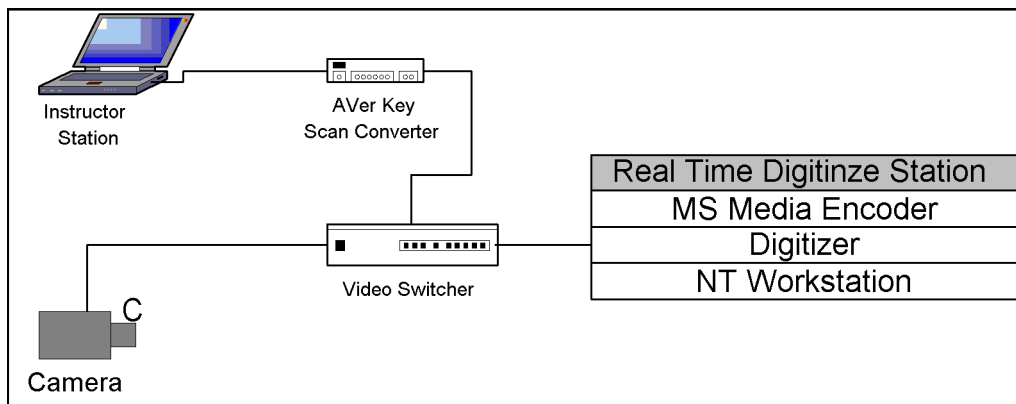 Instructor
Station
AVer Key
Scan Converter
Real Time Digitinze Station
MS Media Encoder
Digitizer
NT Workstation
Video Switcher
C
Camera